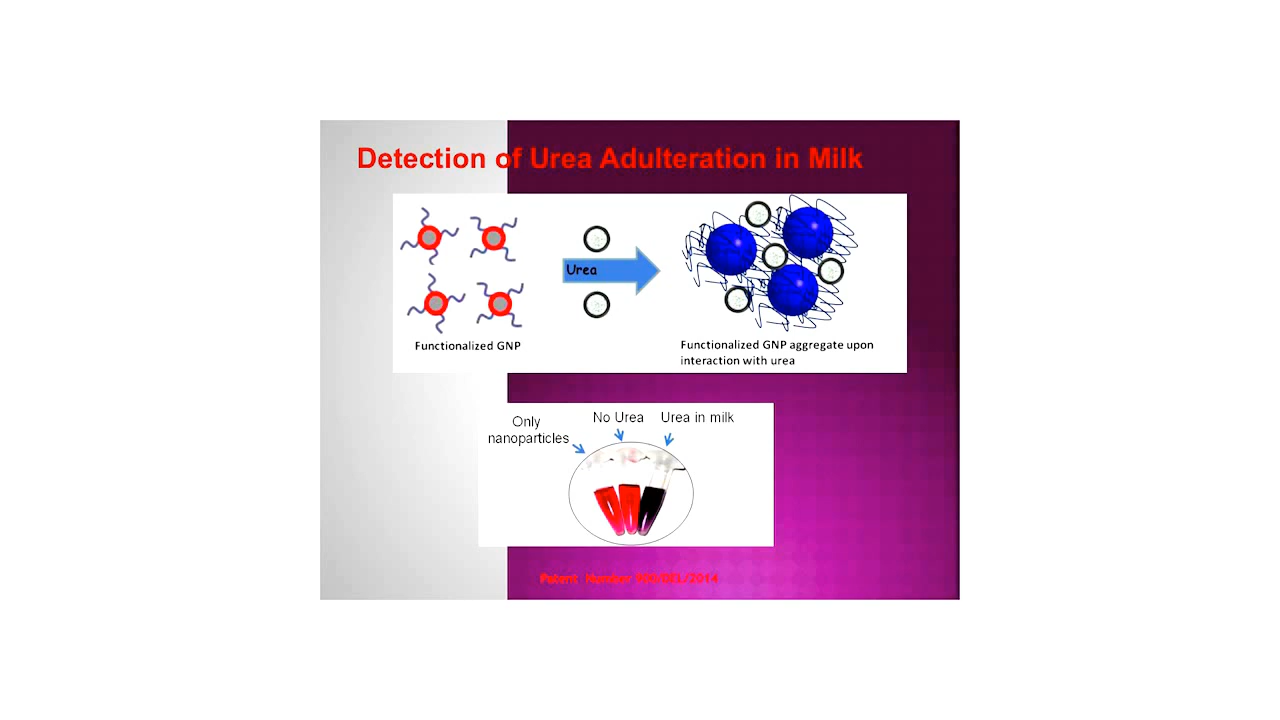 Detection of Urea Adulteration in Milk
Urea
Functionalized GNP
Functionalized GNP aggregate upon
interaction with urea
Only
nanoparticles
No Urea
Urea in milk
Patent Number /DEL/2014